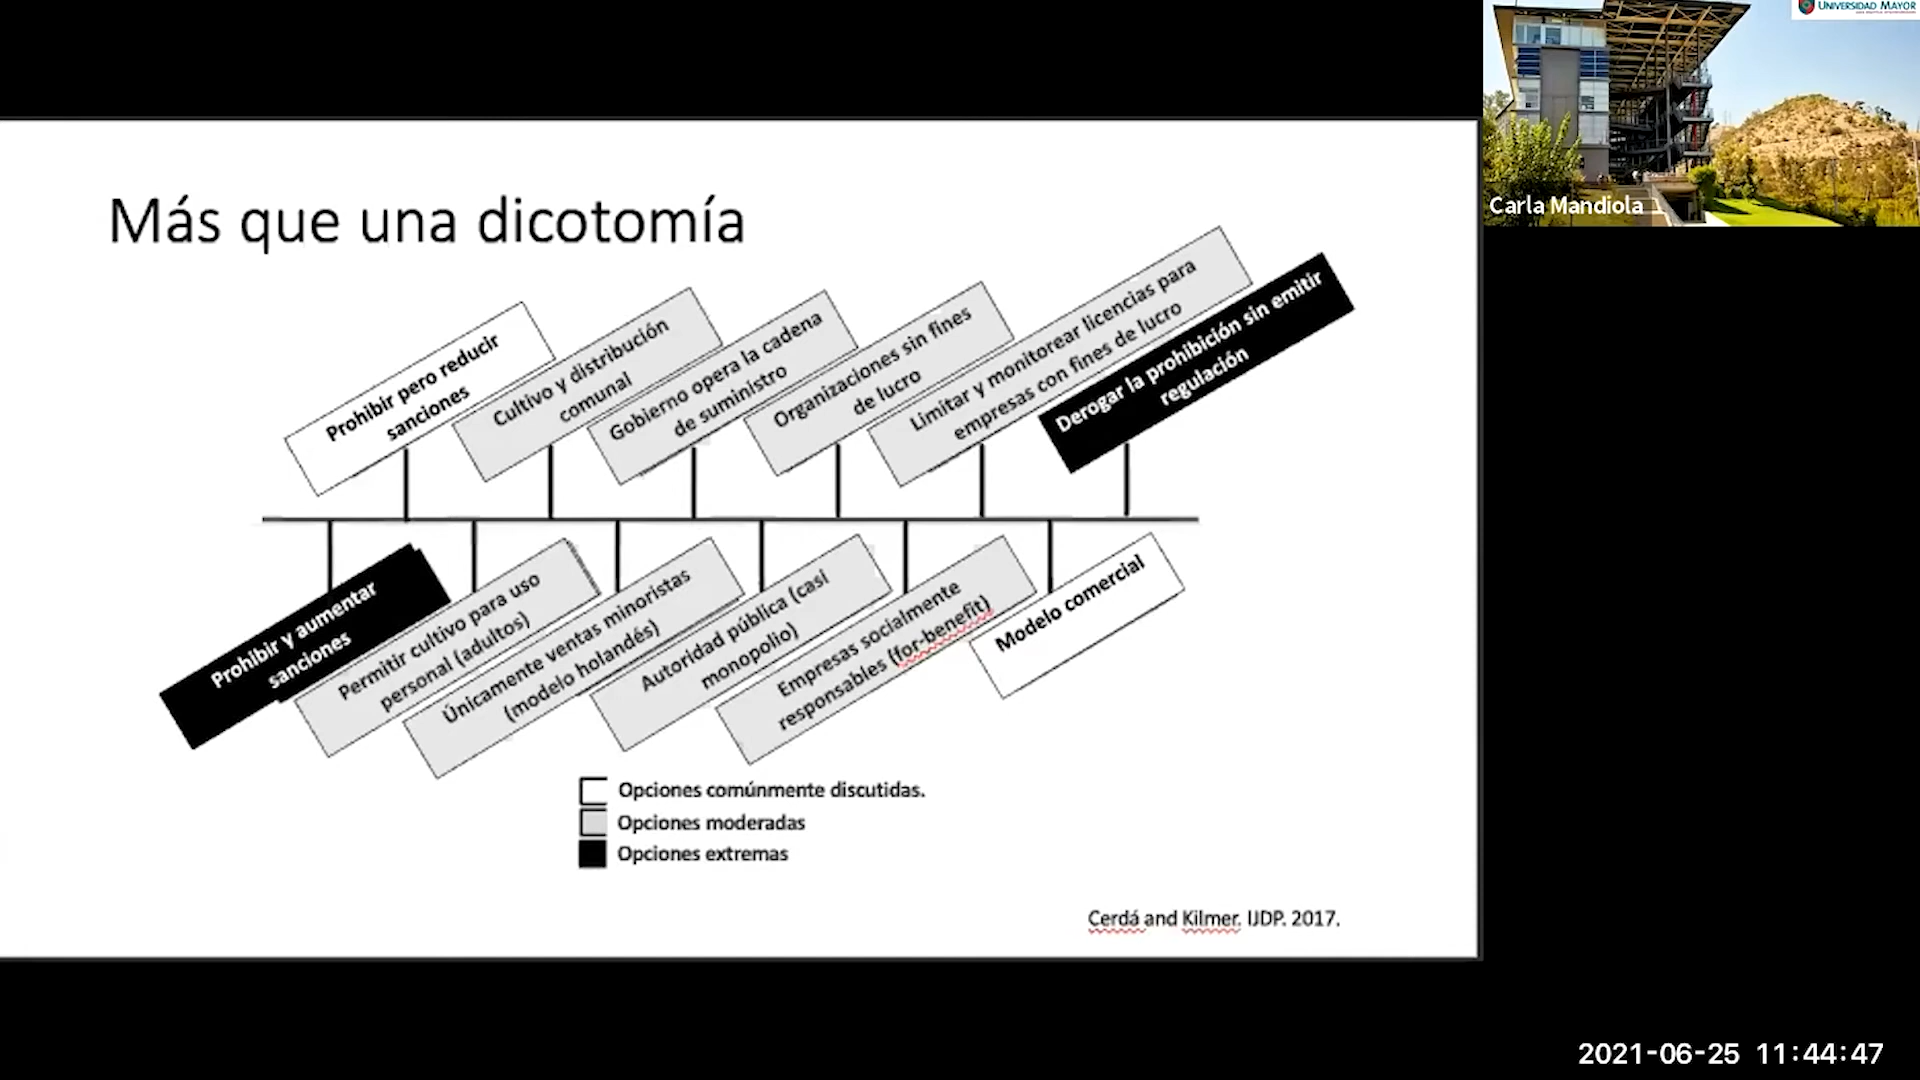 UNIVERSIDAD MAYOR
Carla Mandiola
Más que una dicotomía
Prohibir pero reducir
sanciones
Cultivo y distribución
comunal
Gobierno opera la cadena
de suministro
Organizaciones sin fines
de lucro
Limitar y monitorear licencias para
empresas con fines de lucro
Derogar la prohibición sin emitir
regulación
Prohibir y aumentar
sanciones
Permitir cultivo para uso
personal (adultos)
Únicamente ventas minoristas
(modelo holandés)
Autoridad pública (casi
monopolio)
Empresas socialmente
responsables (for-benefit)
Modelo comercial
Opciones comúnmente discutidas.
Opciones moderadas
Opciones extremas
Cerdá and Kilmer. IJDP. 2017.
2021-06-25 11:44:47